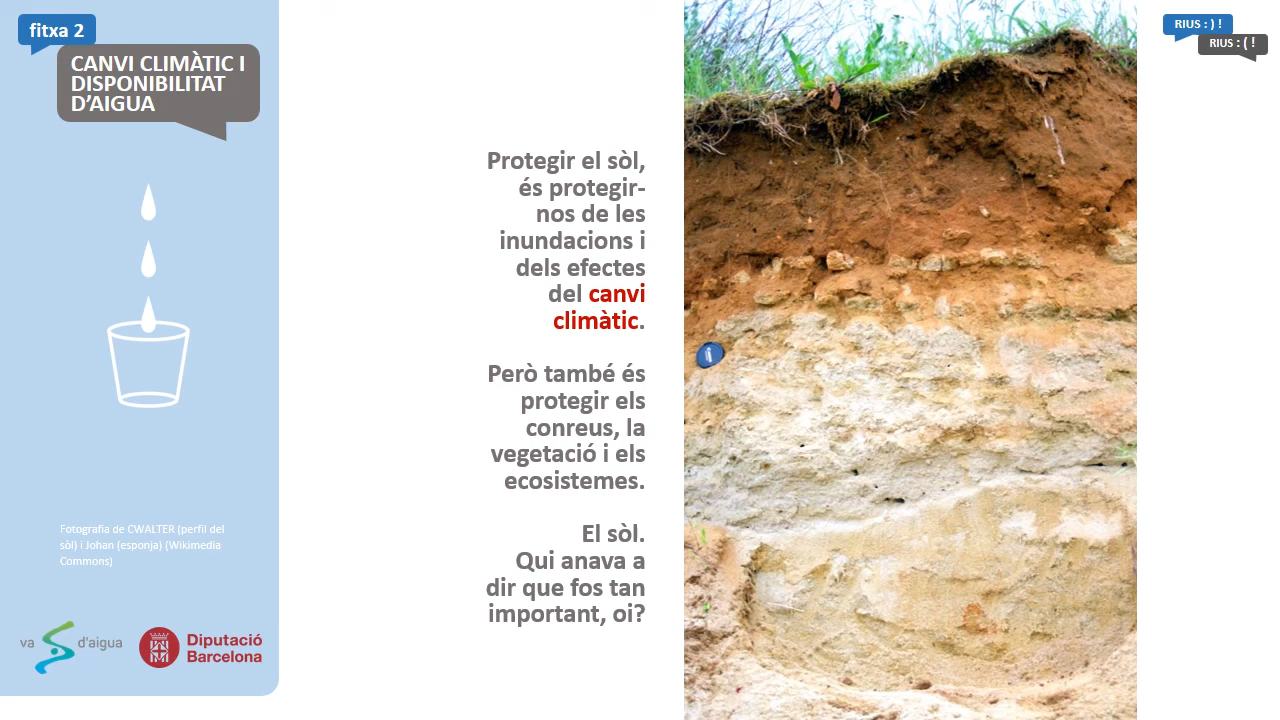 fitxa 2
CANVI CLIMÀTIC I
DISPONIBILITAT
D'AIGUA
RIUS : ) !
RIUS : ( !
Protegir el sòl,
és protegir-
nos de les
inundacions i
dels efectes
del canvi
climàtic.
Però també és
protegir els
conreus, la
vegetació i els
ecosistemes.
El sòl.
Qui anava a
dir que fos tan
important, oi?
Fotografia de CWALTER (perfil del
sòl) i Johan (esponja) (Wikimedia
Commons)
va d'aigua
Diputació
Barcelona